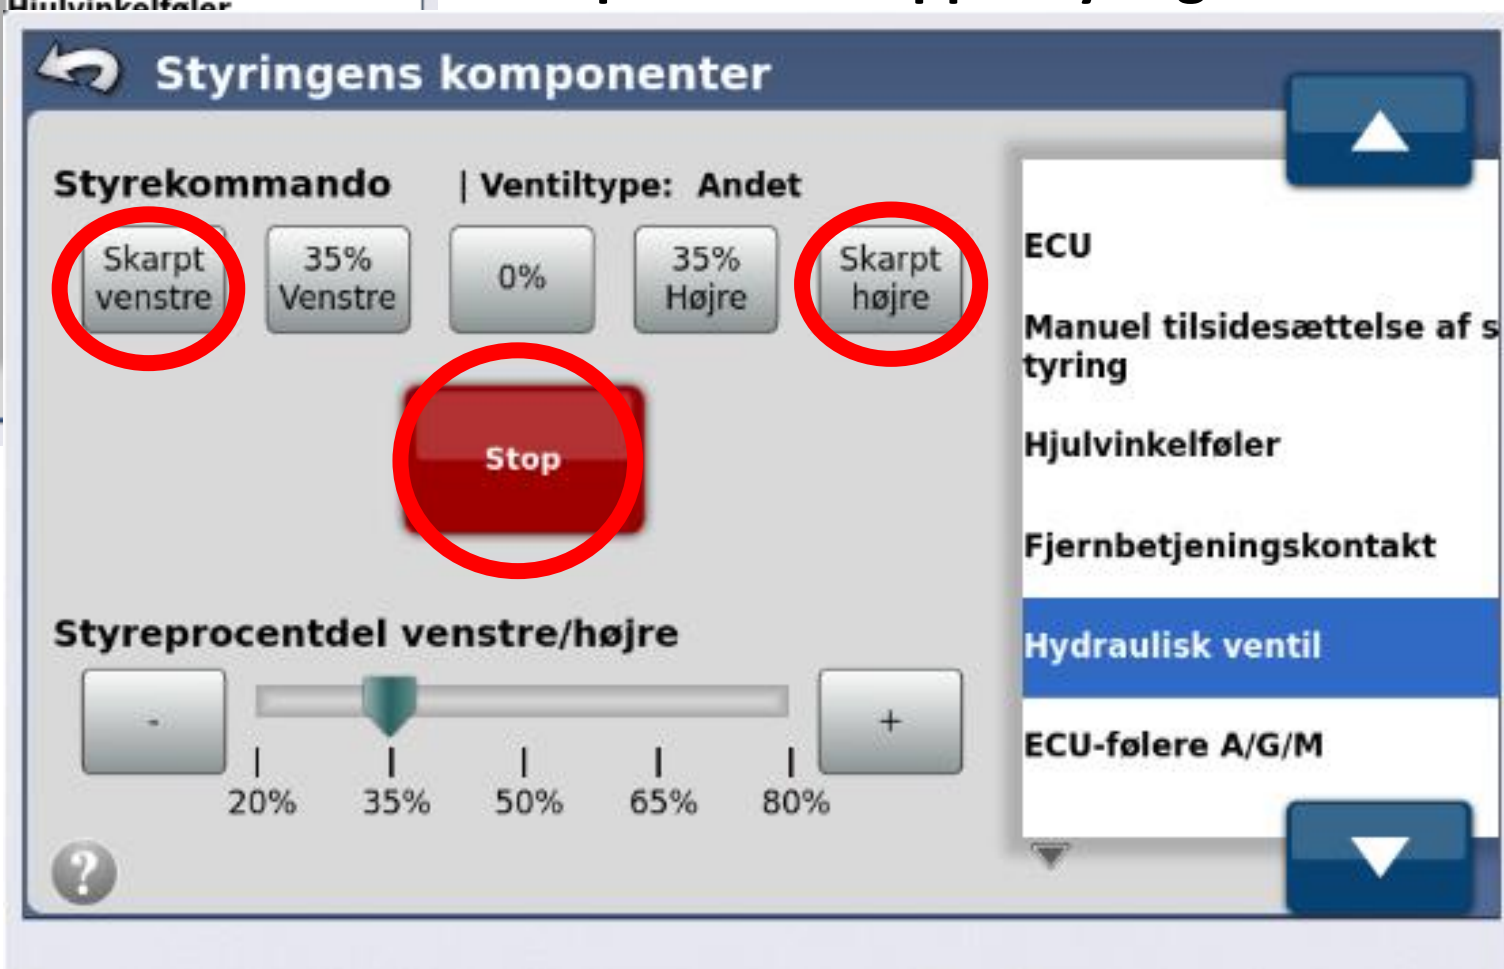 Hjulvinkelføler
Styringens komponenter
Styrekommando | Ventiltype: Andet
Skarpt
venstre
35%
Venstre
0%
35%
Højre
Skarpt
højre
Stop
Styreprocentdel venstre/højre
-
+
20% 35% 50% 65% 80%
?
ECU
Manuel tilsidesættelse af s
tyring
Hjulvinkelføler
Fjernbetjeningskontakt
Hydraulisk ventil
ECU-følere A/G/M